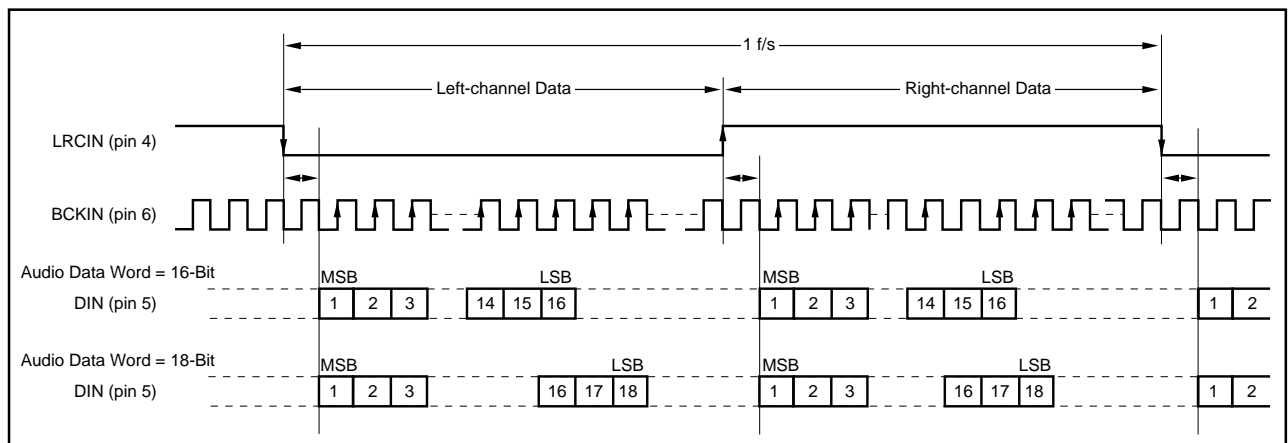 1 f/s
Left-channel Data Right-channel Data
LRCIN (pin 4)
BCKIN (pin 6)
Audio Data Word = 16-Bit
MSB LSB MSB LSB
DIN (pin 5) 1 2 3 14 15 16 1 2 3 14 15 16 1 2
Audio Data Word = 18-Bit
MSB LSB MSB LSB
DIN (pin 5) 1 2 3 16 17 18 1 2 3 16 17 18 1 2